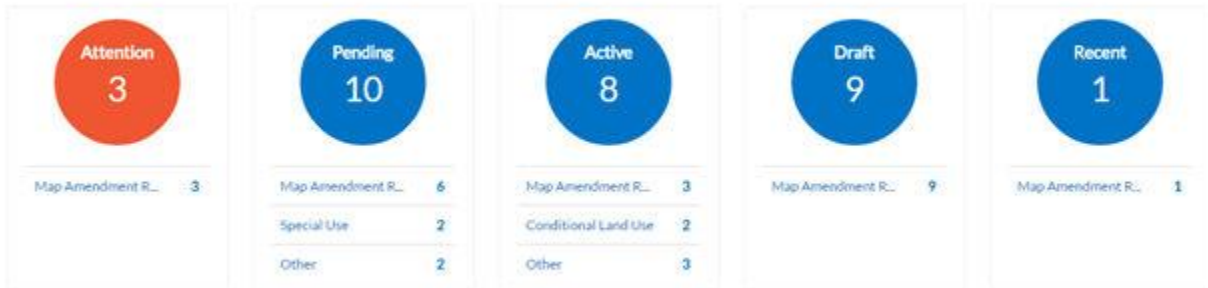 Attention
3
Map Amendment R...
3
Pending
10
Map Amendment R...
6
Special Use
2
Other
2
Active
8
Map Amendment R...
3
Conditional Land Use
2
Other
3
Draft
9
Map Amendment R...
9
Recent
1
Map Amendment R...
1